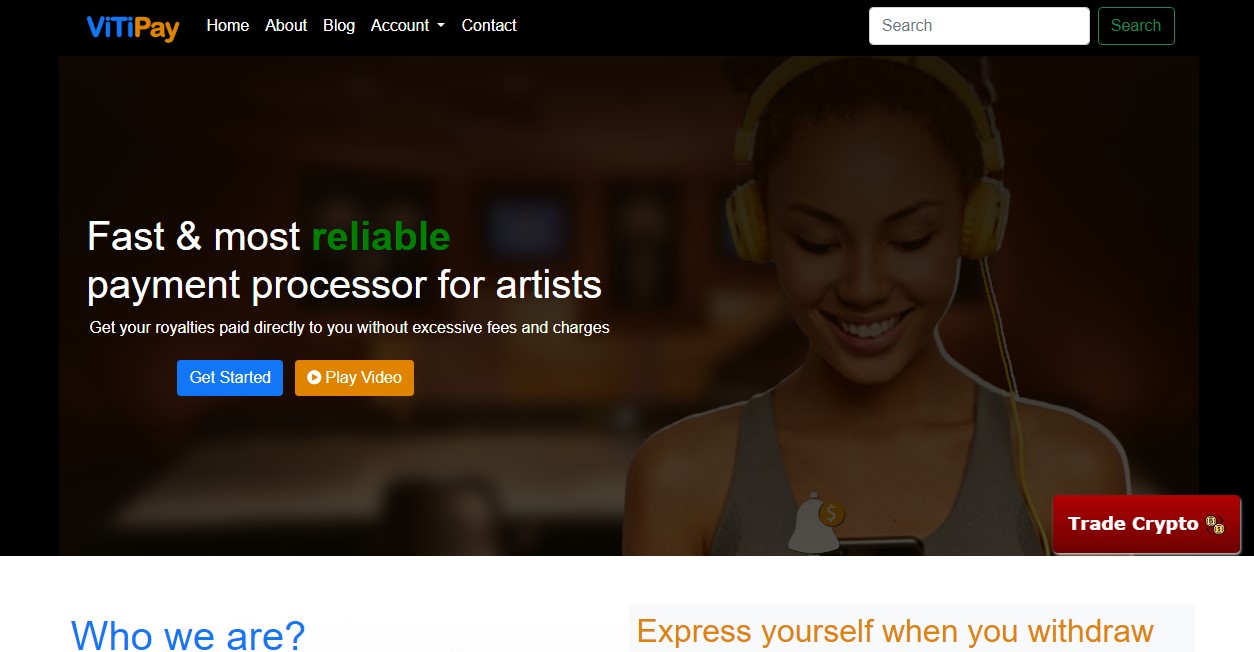 ViTiPay Home About Blog Account Contact Search Search
Fast & most reliable
payment processor for artists
Get your royalties paid directly to you without excessive fees and charges
Get Started Play Video
$
Trade Crypto
Who we are?
Express yourself when you withdraw